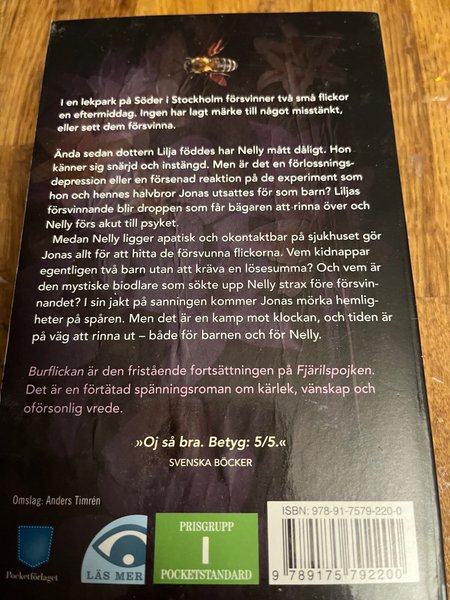 I en lekpark på Söder i Stockholm försvinner två små flickor
en eftermiddag. Ingen har lagt märke till något misstänkt,
eller sett dem försvinna.
Ända sedan dottern Lilja föddes har Nelly mått dåligt. Hon
känner sig snärjd och instängd. Men är det en förlossnings-
depression eller en försenad reaktion på de experiment som
hon och hennes halvbror Jonas utsattes för som barn? Liljas
försvinnande blir droppen som får bägaren att rinna över och
Nelly förs akut till psyket.
Medan Nelly ligger apatisk och okontaktbar på sjukhuset gör
Jonas allt för att hitta de försvunna flickorna. Vem kidnappar
egentligen två barn utan att kräva en lösesumma? Och vem är
den mystiske biodlare som sökte upp Nelly strax före försvin-
nandet? I sin jakt på sanningen kommer Jonas mörka hemlig-
heter på spåren. Men det är en kamp mot klockan, och tiden är
på väg att rinna ut – både för barnen och för Nelly.
Burflickan är den fristående fortsättningen på Fjärilspojken.
Det är en förtätad spänningsroman om kärlek, vänskap och
oförsonlig vrede.
»Oj så bra. Betyg: 5/5.«
SVENSKA BÖCKER
Omslag: Anders Timrén
Pocketförlaget
LÄS MER
PRISGRUPP
I
POCKETSTANDARD
ISBN: 978-91-7579-220-0
9 789175 792200